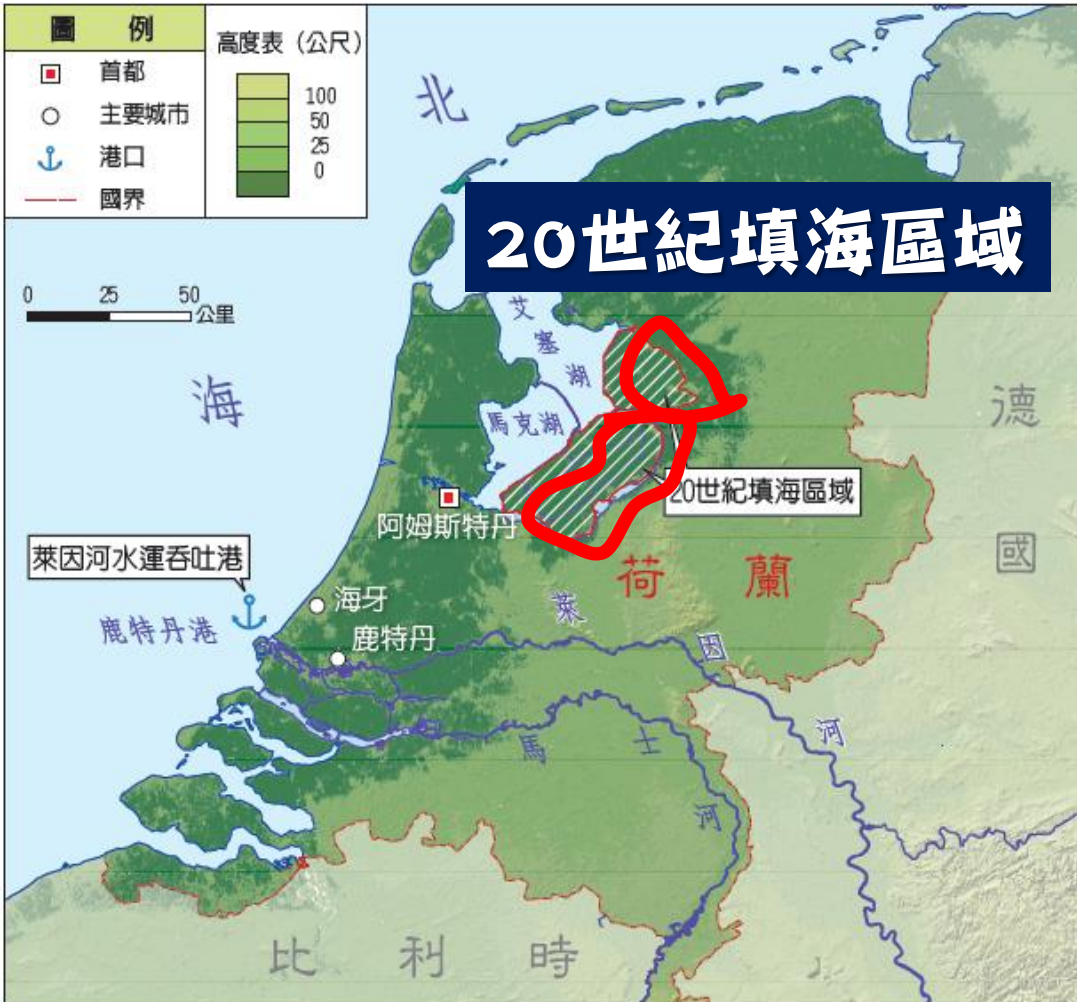 圖例
首都
主要城市
港口
國界
高度表(公尺)
100
50
25
0
0 25 50
公里
北
海
20世紀填海區域
艾塞湖
馬克湖
20世紀填海區域
阿姆斯特丹
荷蘭
德國
萊因河水運吞吐港
鹿特丹港
海牙
鹿特丹
萊因河
馬士河
比利時